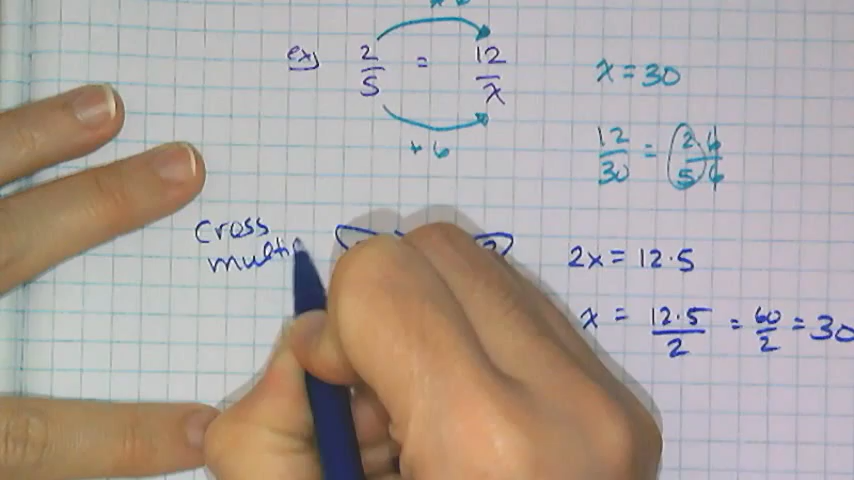 ex) 2/5 = 12/x
x = 30
× 6
12/30 = 2·6/5·6
Cross
2x = 12·5
x = 12·5/2 = 60/2 = 30